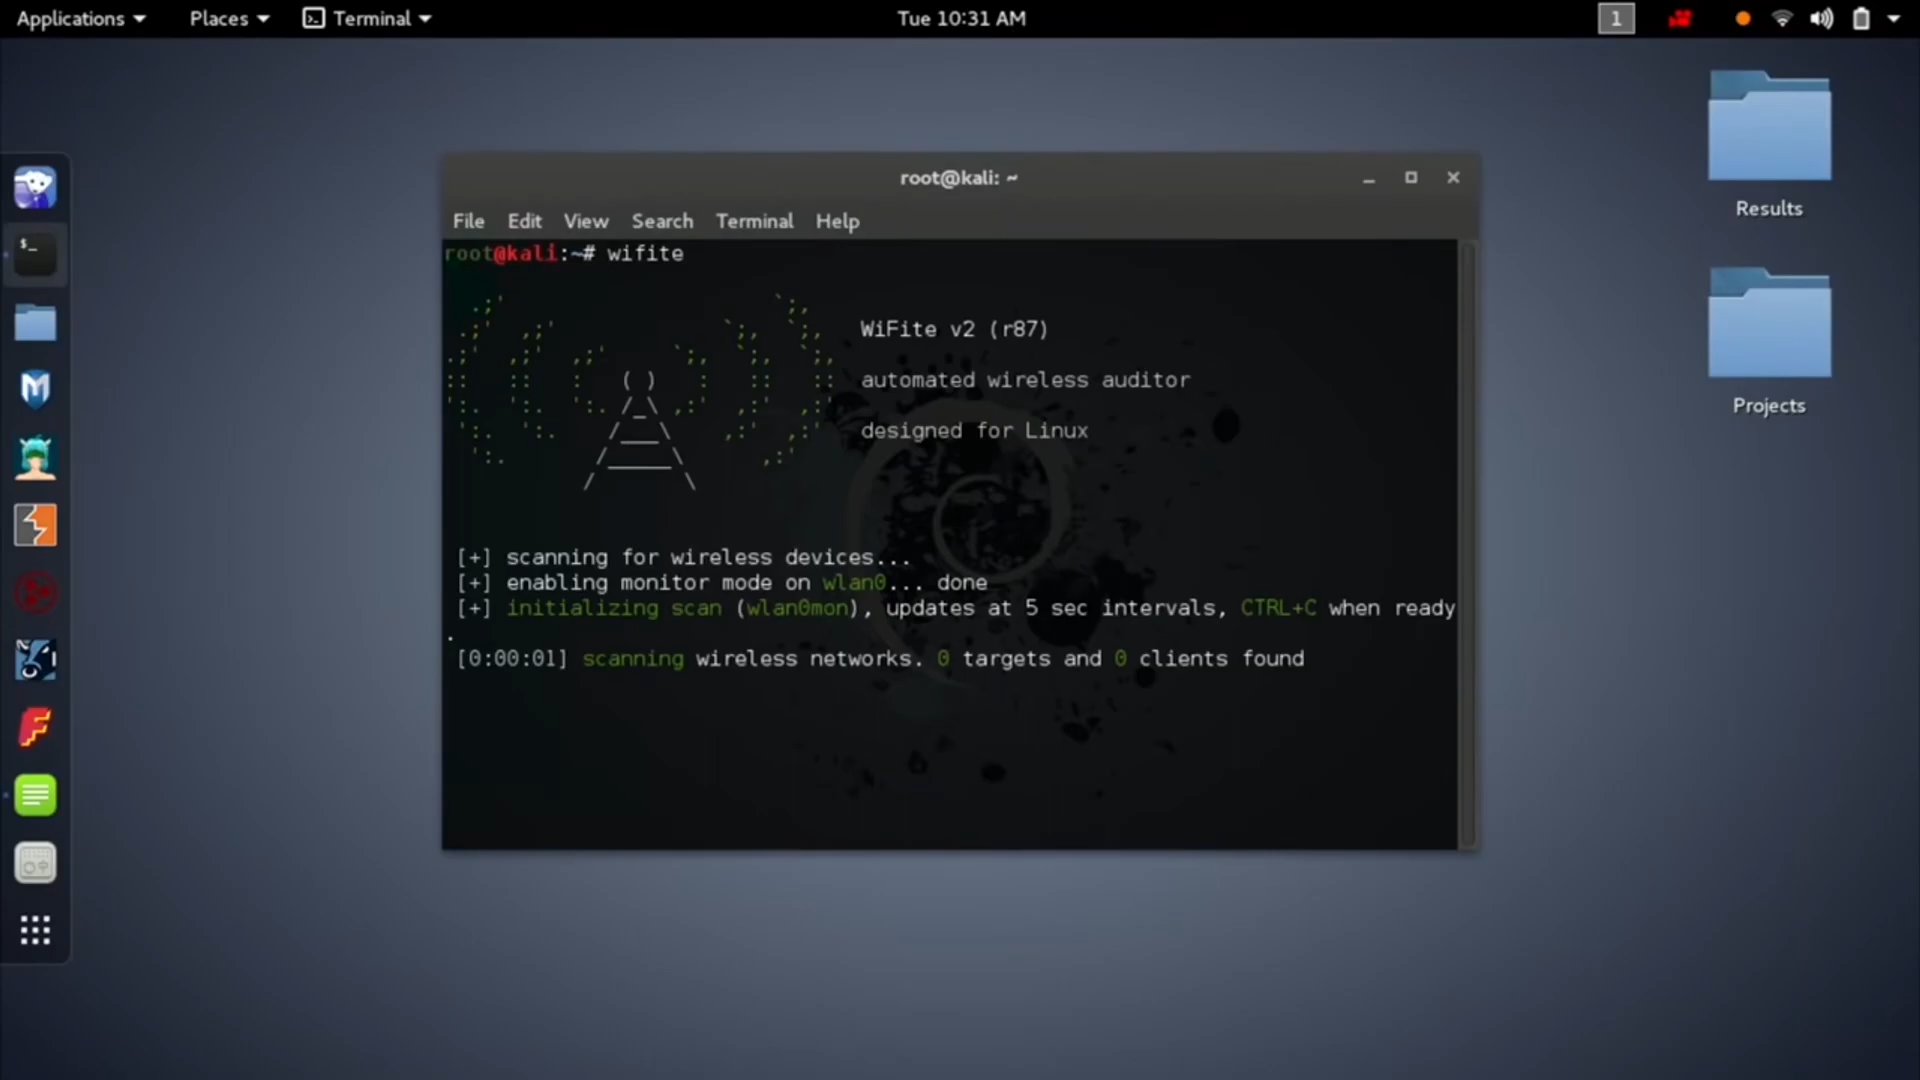 Applications Places Terminal Tue 10:31 AM 1
Results
Projects
root@kali: ~
File Edit View Search Terminal Help
root@kali:~# wifite
WiFite v2 (r87)
automated wireless auditor
designed for Linux
[+] scanning for wireless devices...
[+] enabling monitor mode on wlan0... done
[+] initializing scan (wlan0mon), updates at 5 sec intervals, CTRL+C when ready
.
[0:00:01] scanning wireless networks. 0 targets and 0 clients found